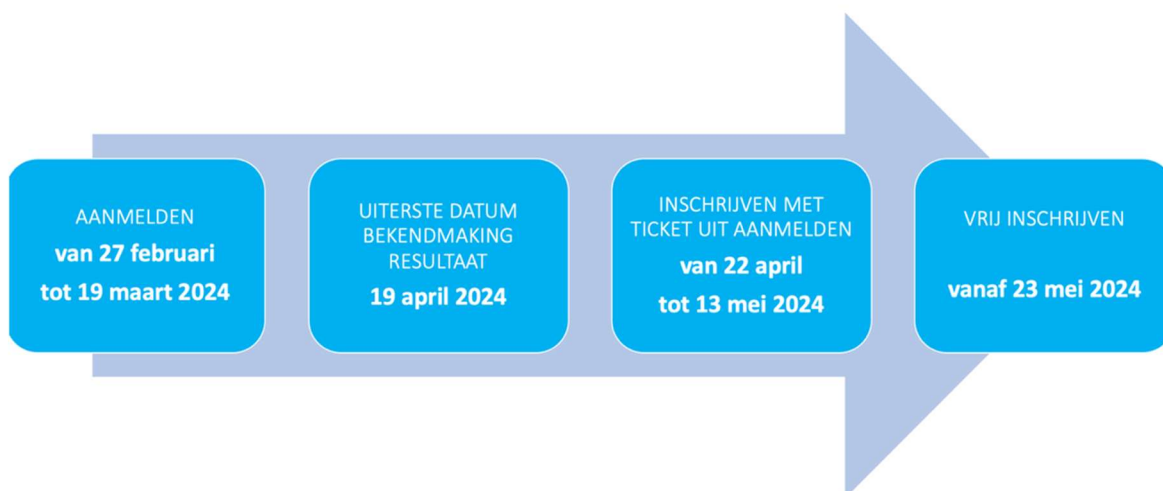 AANMELDEN
van 27 februari
tot 19 maart 2024
UITERSTE DATUM
BEKENDMAKING
RESULTAAT
19 april 2024
INSCHRIJVEN MET
TICKET UIT AANMELDEN
van 22 april
tot 13 mei 2024
VRIJ INSCHRIJVEN
vanaf 23 mei 2024